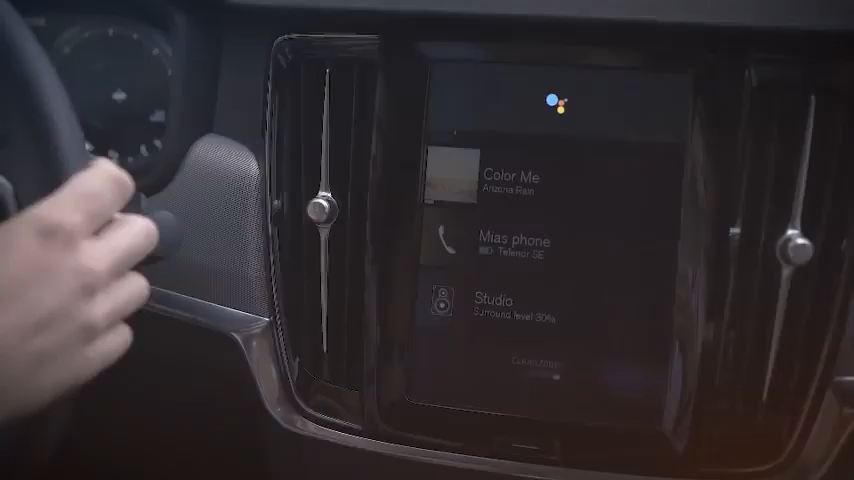 Color Me
Arizona Rain
Mias phone
Telenor SE
Studio
Surround level 30%